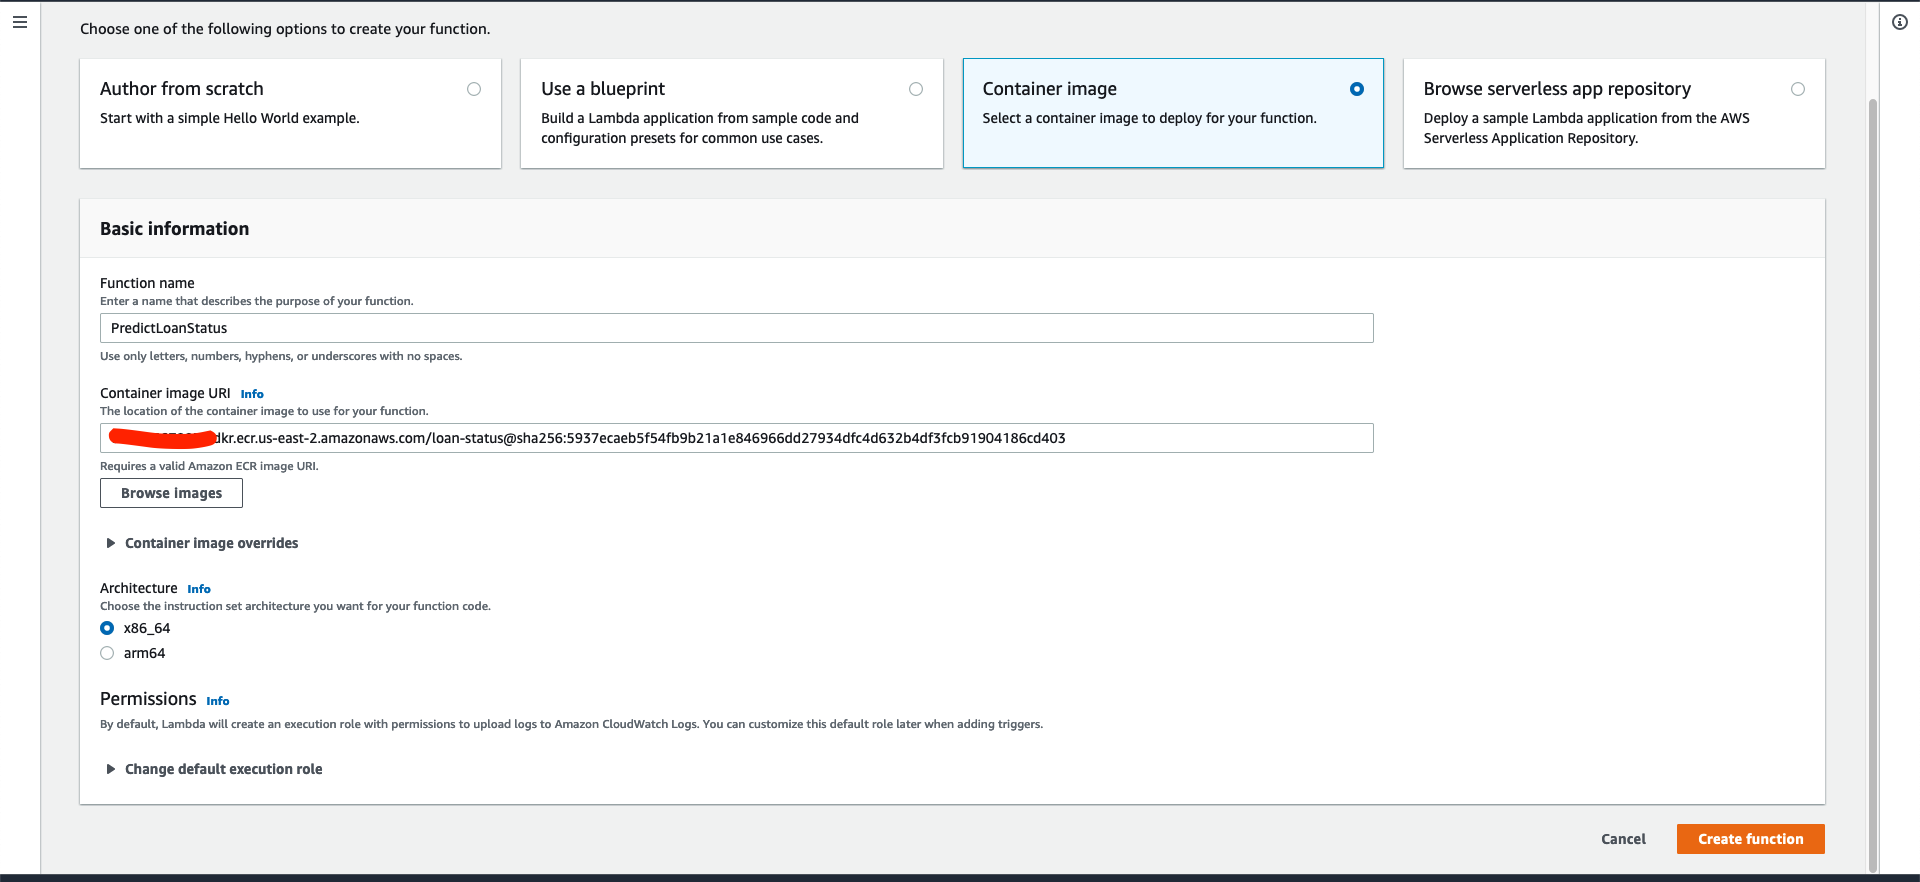 Choose one of the following options to create your function.
Author from scratch
Start with a simple Hello World example.
Use a blueprint
Build a Lambda application from sample code and
configuration presets for common use cases.
Container image
Select a container image to deploy for your function.
Browse serverless app repository
Deploy a sample Lambda application from the AWS
Serverless Application Repository.
Basic information
Function name
Enter a name that describes the purpose of your function.
PredictLoanStatus
Use only letters, numbers, hyphens, or underscores with no spaces.
Container image URI Info
The location of the container image to use for your function.
dkr.ecr.us-east-2.amazonaws.com/loan-status@sha256:5937ecaeb5f54fb9b21a1e846966dd27934dfc4d632b4df3fcb91904186cd403
Requires a valid Amazon ECR image URI.
Browse images
Container image overrides
Architecture Info
Choose the instruction set architecture you want for your function code.
x86_64
arm64
Permissions Info
By default, Lambda will create an execution role with permissions to upload logs to Amazon CloudWatch Logs. You can customize this default role later when adding triggers.
Change default execution role
Cancel
Create function